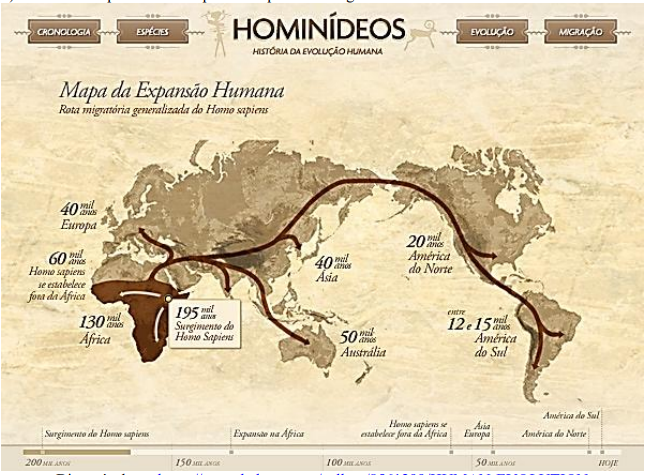 CRONOLOGIA
ESPÉCIES
HOMINÍDEOS
HISTÓRIA DA EVOLUÇÃO HUMANA
EVOLUÇÃO
MIGRAÇÃO
Mapa da Expansão Humana
Rota migratória generalizada do Homo sapiens
40 mil anos
Europa
60 mil anos
Homo sapiens
se estabelece
fora da África
130 mil anos
África
195 mil anos
Surgimento do
Homo Sapiens
40 mil anos
Ásia
50 mil anos
Austrália
20 mil anos
América
do Norte
entre
12 e 15 mil anos
América
do Sul
Surgimento do Homo sapiens
Expansão na África
Homo sapiens se
estabelece fora da África
Ásia
Europa
América do Norte
América do Sul
200 MIL ANOS
150 MIL ANOS
100 MIL ANOS
50 MIL ANOS
HOJE